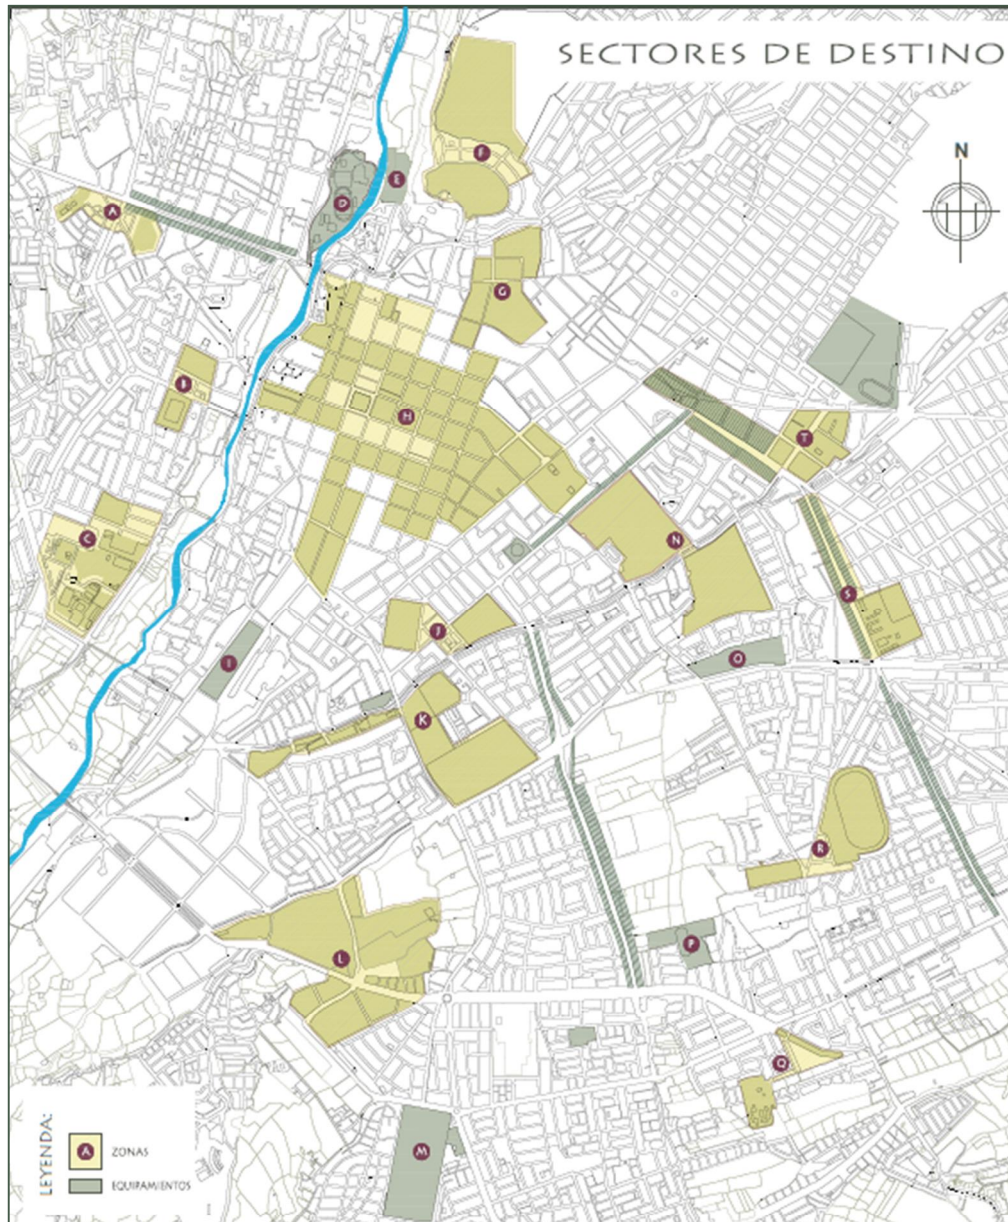 SECTORES DE DESTINO
N
F
E
D
A
G
B
H
T
C
N
S
J
O
I
K
R
P
L
Q
M
LEYENDA:
A ZONAS
EQUIPAMIENTOS